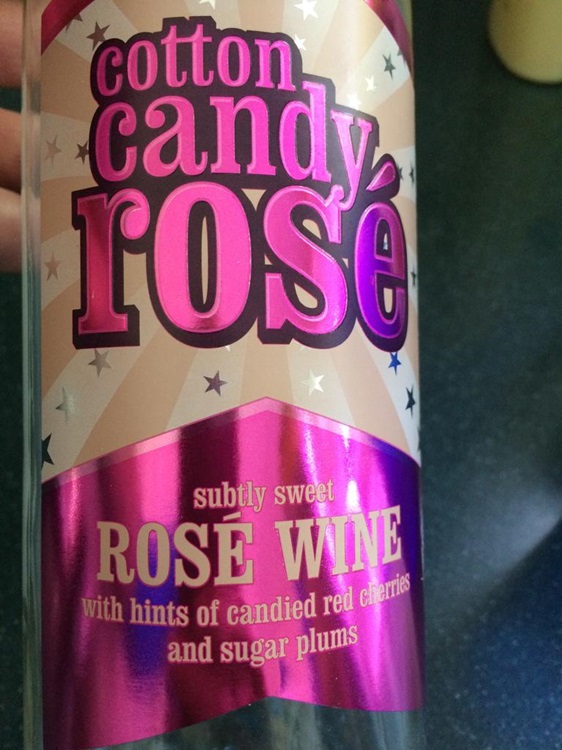 cotton
candy
rosé
subtly sweet
ROSÉ WINE
with hints of candied red cherries
and sugar plums